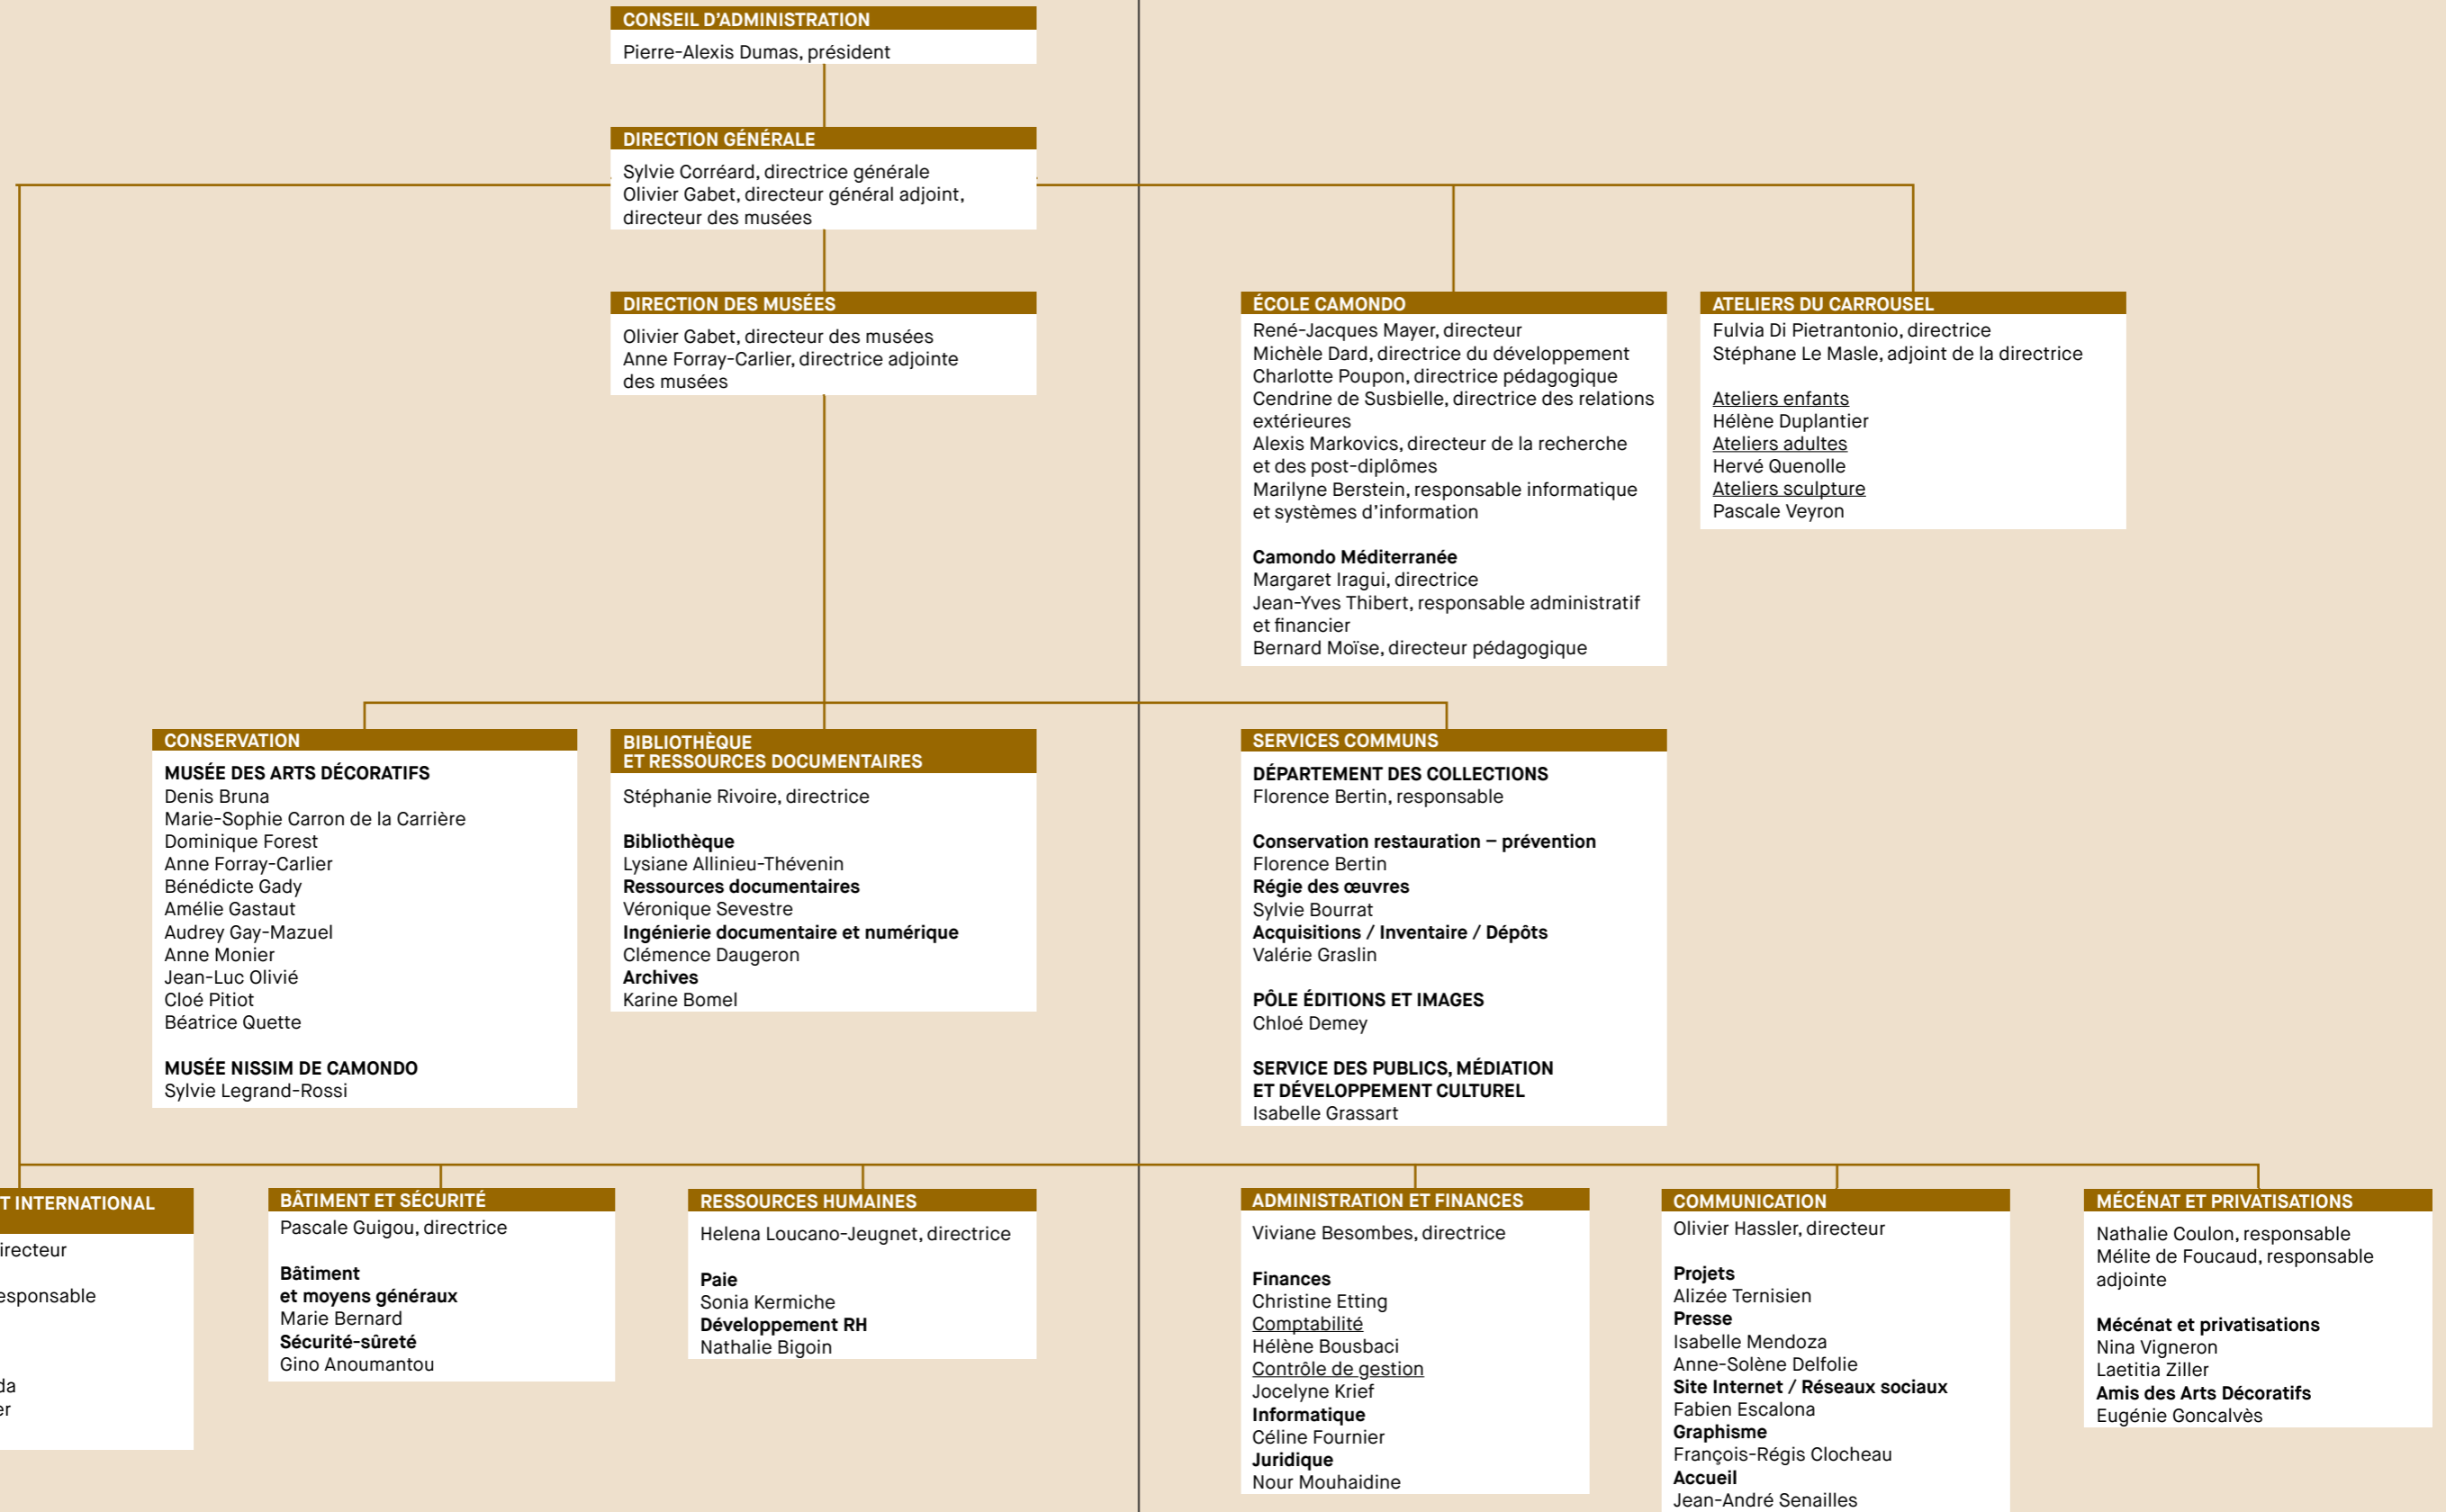 CONSEIL D'ADMINISTRATION
Pierre-Alexis Dumas, président
DIRECTION GÉNÉRALE
Sylvie Corréard, directrice générale
Olivier Gabet, directeur général adjoint,
directeur des musées
DIRECTION DES MUSÉES
Olivier Gabet, directeur des musées
Anne Forray-Carlier, directrice adjointe
des musées
ÉCOLE CAMONDO
René-Jacques Mayer, directeur
Michèle Dard, directrice du développement
Charlotte Poupon, directrice pédagogique
Cendrine de Susbielle, directrice des relations
extérieures
Alexis Markovics, directeur de la recherche
et des post-diplômes
Marilyne Berstein, responsable informatique
et systèmes d'information
Camondo Méditerranée
Margaret Iragui, directrice
Jean-Yves Thibert, responsable administratif
et financier
Bernard Moïse, directeur pédagogique
ATELIERS DU CARROUSEL
Fulvia Di Pietrantonio, directrice
Stéphane Le Masle, adjoint de la directrice
Ateliers enfants
Hélène Duplantier
Ateliers adultes
Hervé Quenolle
Ateliers sculpture
Pascale Veyron
CONSERVATION
MUSÉE DES ARTS DÉCORATIFS
Denis Bruna
Marie-Sophie Carron de la Carrière
Dominique Forest
Anne Forray-Carlier
Bénédicte Gady
Amélie Gastaut
Audrey Gay-Mazuel
Anne Monier
Jean-Luc Olivié
Cloé Pitiot
Béatrice Quette
MUSÉE NISSIM DE CAMONDO
Sylvie Legrand-Rossi
BIBLIOTHÈQUE
ET RESSOURCES DOCUMENTAIRES
Stéphanie Rivoire, directrice
Bibliothèque
Lysiane Allinieu-Thévenin
Ressources documentaires
Véronique Sevestre
Ingénierie documentaire et numérique
Clémence Daugeron
Archives
Karine Bomel
SERVICES COMMUNS
DÉPARTEMENT DES COLLECTIONS
Florence Bertin, responsable
Conservation restauration – prévention
Florence Bertin
Régie des œuvres
Sylvie Bourrat
Acquisitions / Inventaire / Dépôts
Valérie Graslin
PÔLE ÉDITIONS ET IMAGES
Chloé Demey
SERVICE DES PUBLICS, MÉDIATION
ET DÉVELOPPEMENT CULTUREL
Isabelle Grassart
T INTERNATIONAL
irecteur
esponsable
da
er
BÂTIMENT ET SÉCURITÉ
Pascale Guigou, directrice
Bâtiment
et moyens généraux
Marie Bernard
Sécurité-sûreté
Gino Anoumantou
RESSOURCES HUMAINES
Helena Loucano-Jeugnet, directrice
Paie
Sonia Kermiche
Développement RH
Nathalie Bigoin
ADMINISTRATION ET FINANCES
Viviane Besombes, directrice
Finances
Christine Etting
Comptabilité
Hélène Bousbaci
Contrôle de gestion
Jocelyne Krief
Informatique
Céline Fournier
Juridique
Nour Mouhaidine
COMMUNICATION
Olivier Hassler, directeur
Projets
Alizée Ternisien
Presse
Isabelle Mendoza
Anne-Solène Delfolie
Site Internet / Réseaux sociaux
Fabien Escalona
Graphisme
François-Régis Clocheau
Accueil
Jean-André Senailles
MÉCÉNAT ET PRIVATISATIONS
Nathalie Coulon, responsable
Mélite de Foucaud, responsable
adjointe
Mécénat et privatisations
Nina Vigneron
Laetitia Ziller
Amis des Arts Décoratifs
Eugénie Goncalvès